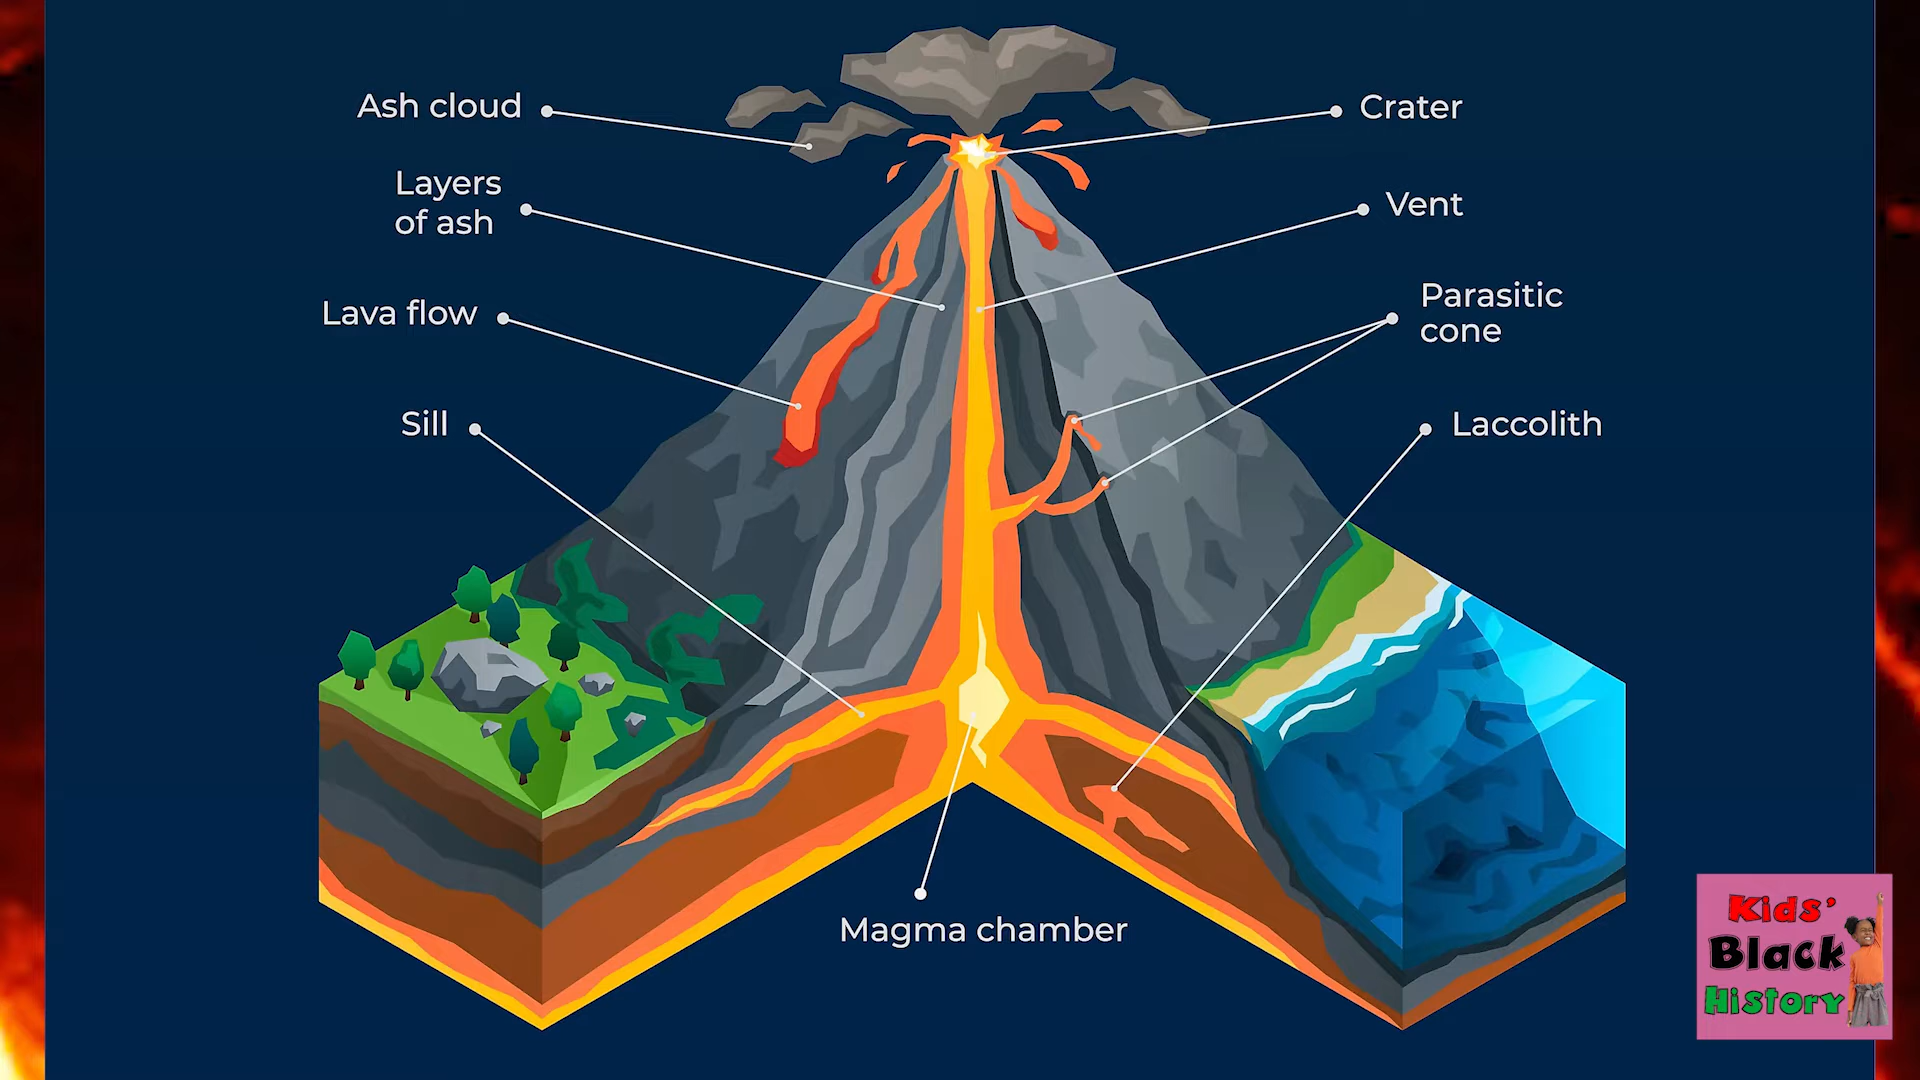 Ash cloud
Crater
Layers
of ash
Vent
Lava flow
Parasitic
cone
Sill
Laccolith
Magma chamber
Kids'
Black
History